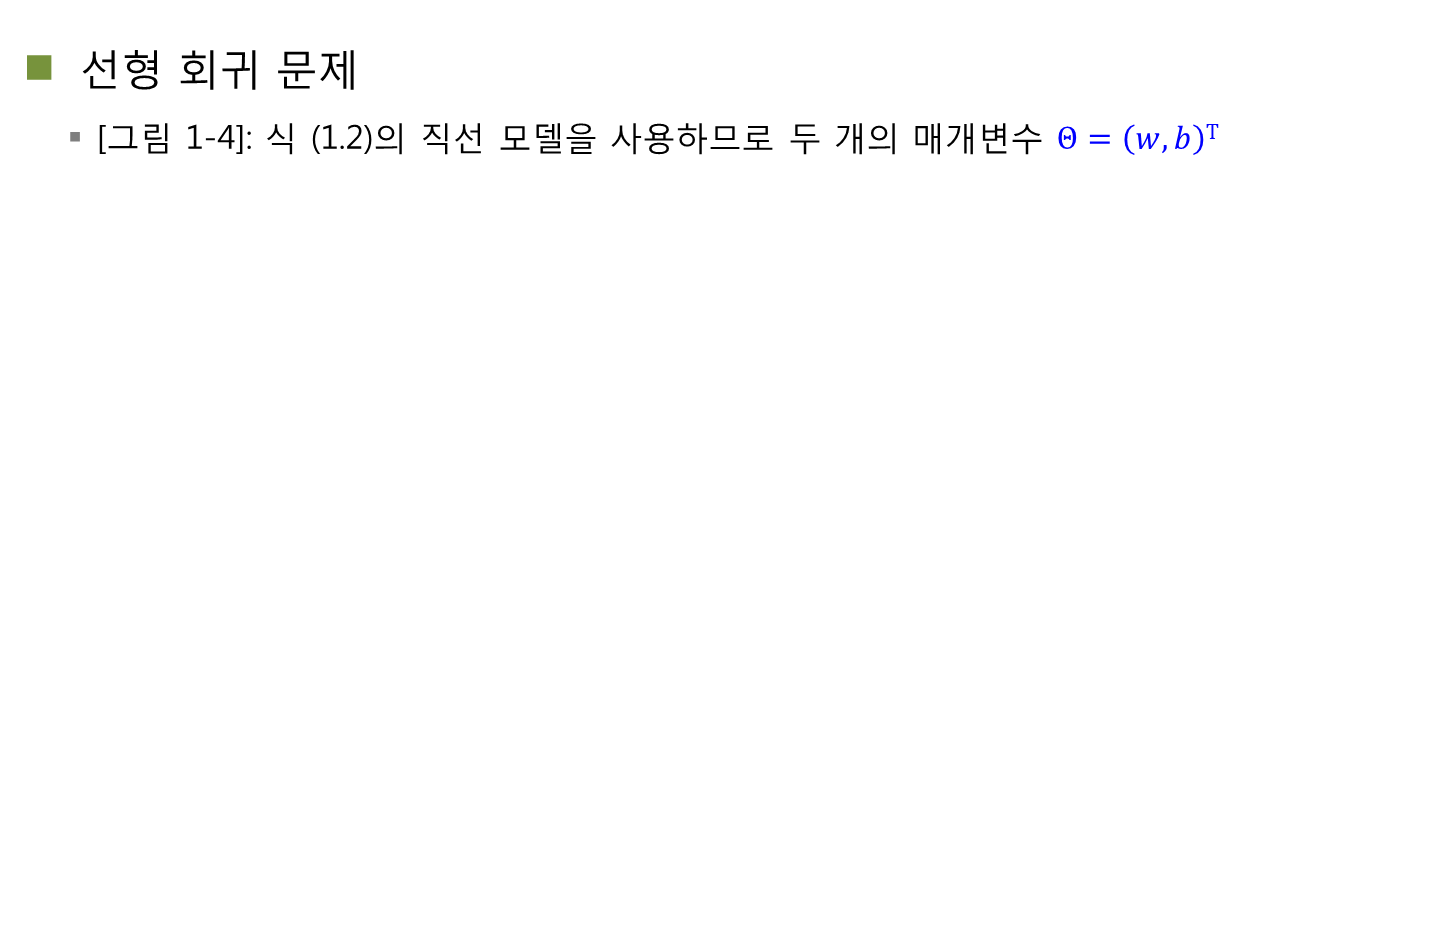 선형 회귀 문제
[그림 1-4]: 식 (1.2)의 직선 모델을 사용하므로 두 개의 매개변수 Θ = (w, b)ᵀ